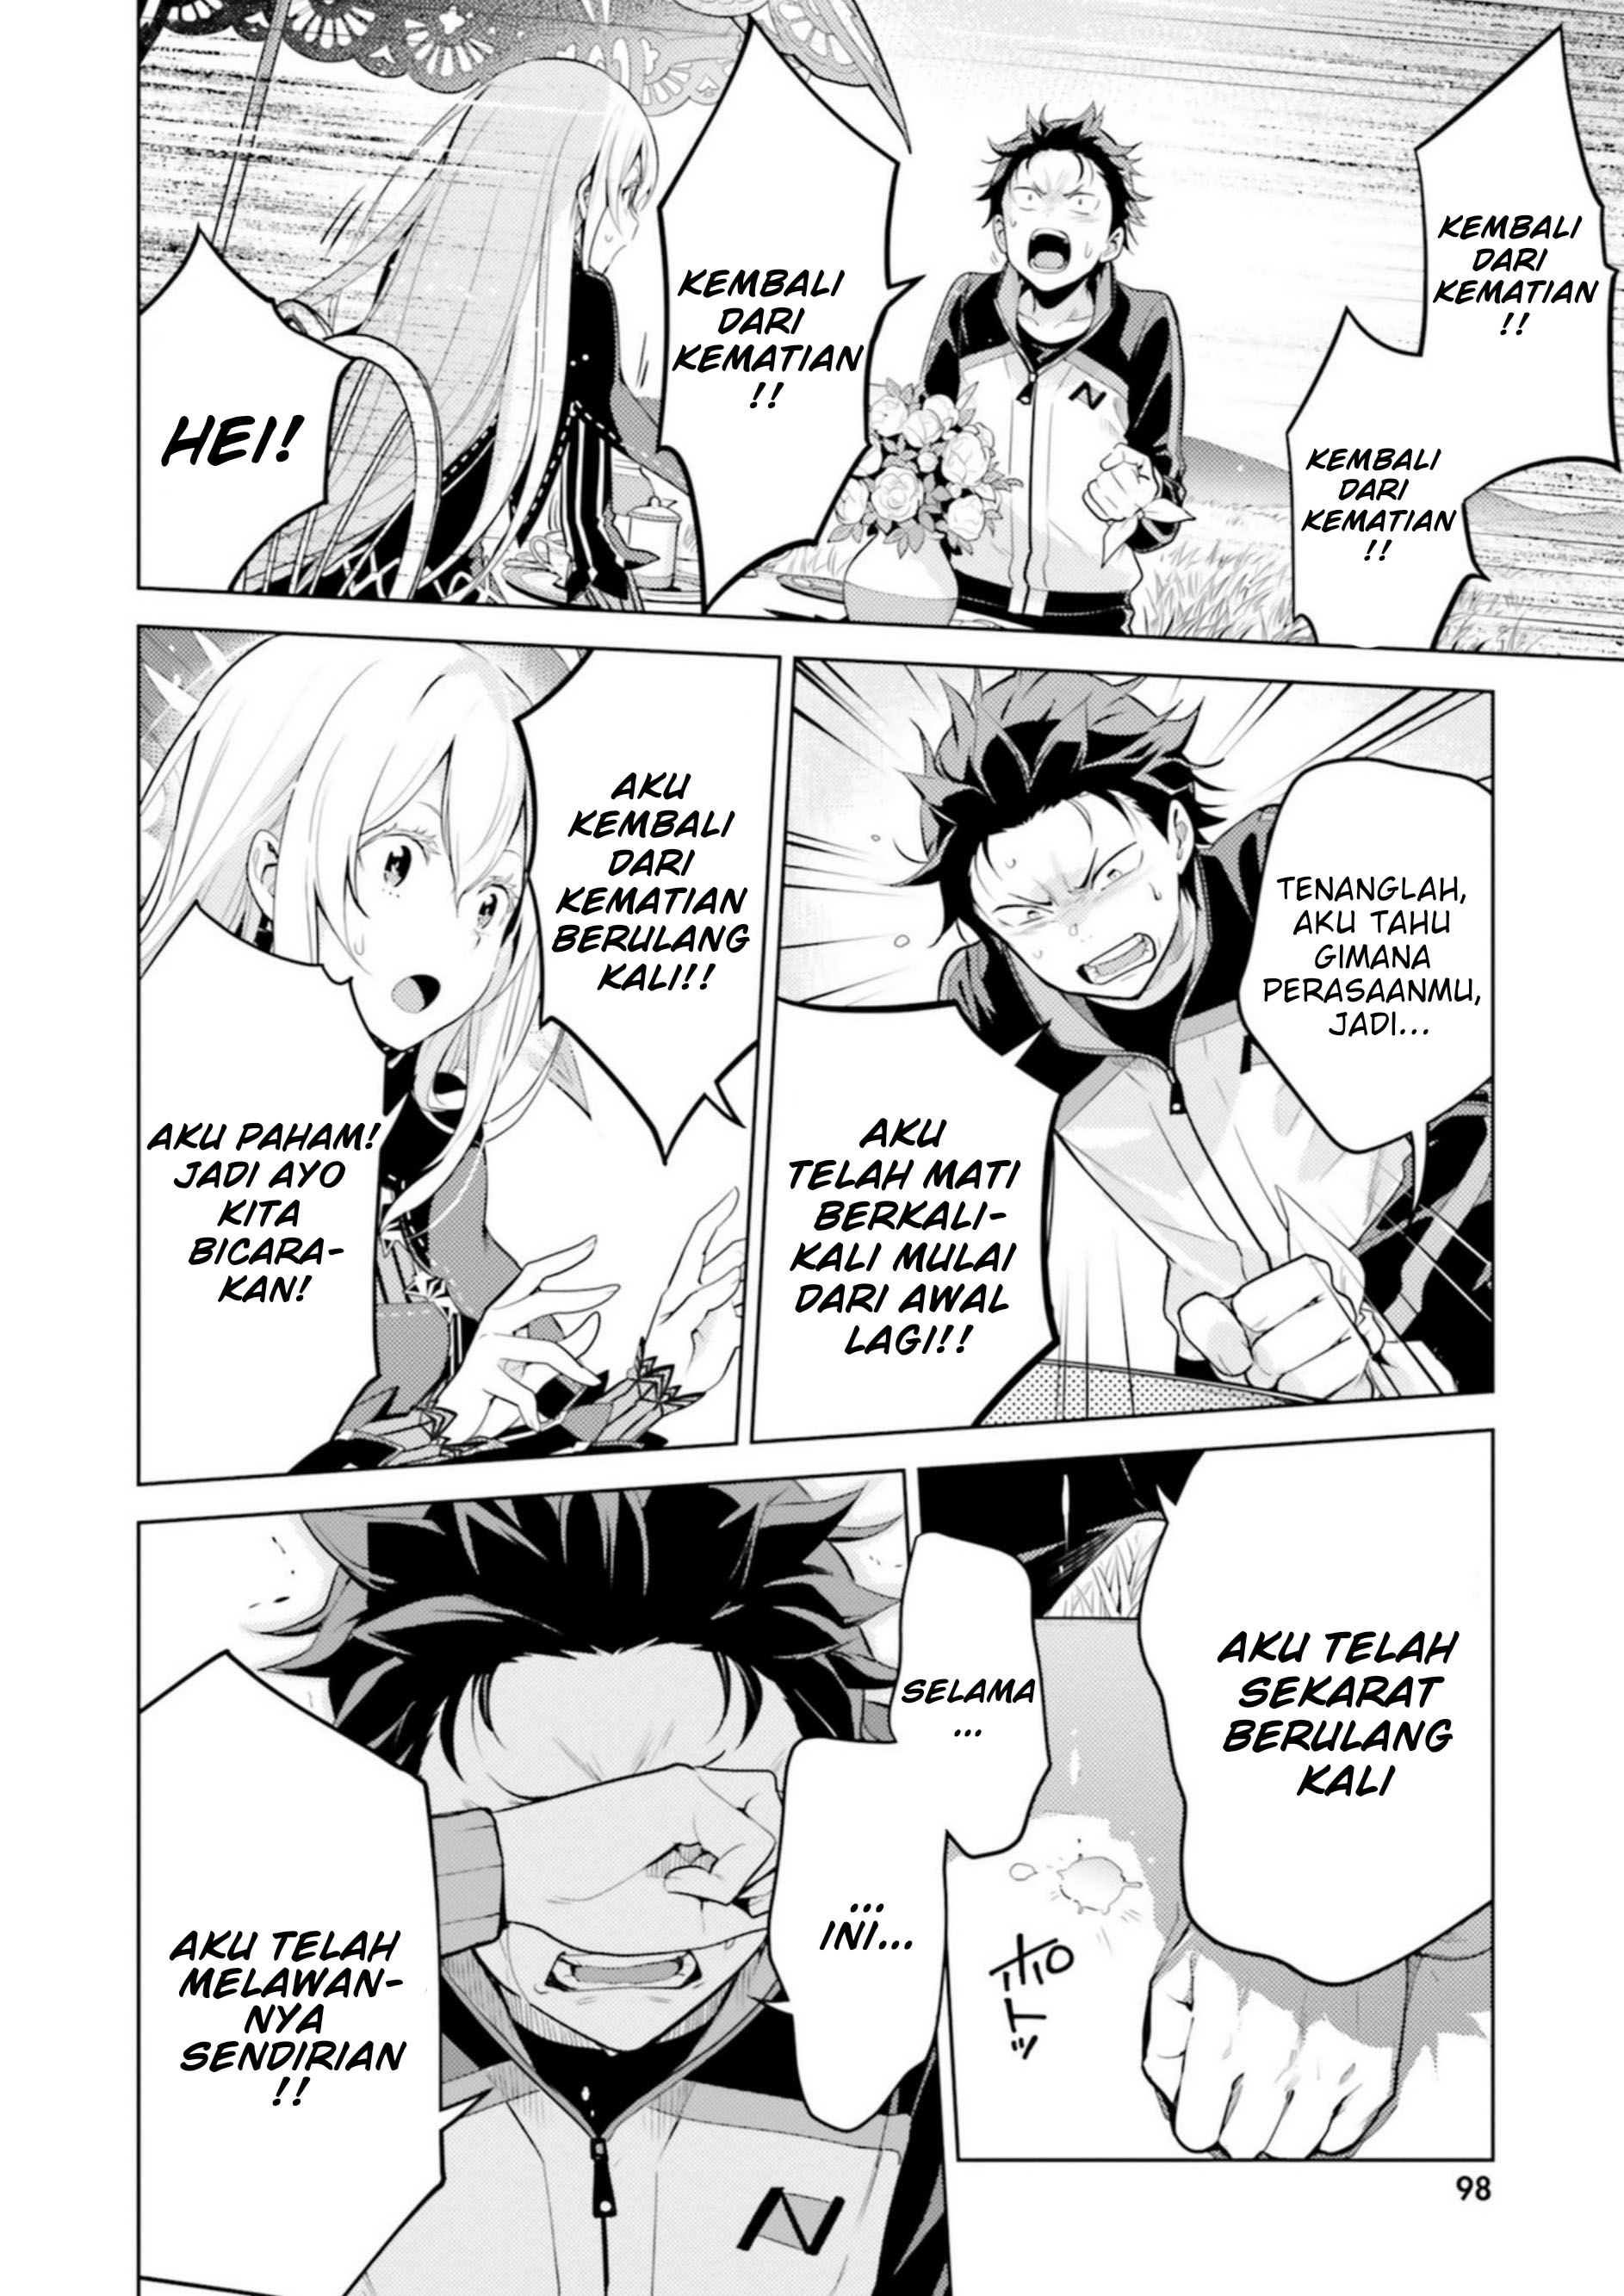 KEMBALI
DARI
KEMATIAN
!!
KEMBALI
DARI
KEMATIAN
!!
KEMBALI
DARI
KEMATIAN
!!
HEI!
TENANGLAH,
AKU TAHU
GIMANA
PERASAANMU,
JADI...
AKU
TELAH MATI
BERKALI-
KALI MULAI
DARI AWAL
LAGI!!
AKU
KEMBALI
DARI
KEMATIAN
BERULANG
KALI!!
AKU PAHAM!
JADI AYO
KITA
BICARA-
KAN!
AKU TELAH
SEKARAT
BERULANG
KALI
SELAMA
...
...
INI...
AKU TELAH
MELAWAN-
NYA
SENDIRIAN
!!
N
N
98